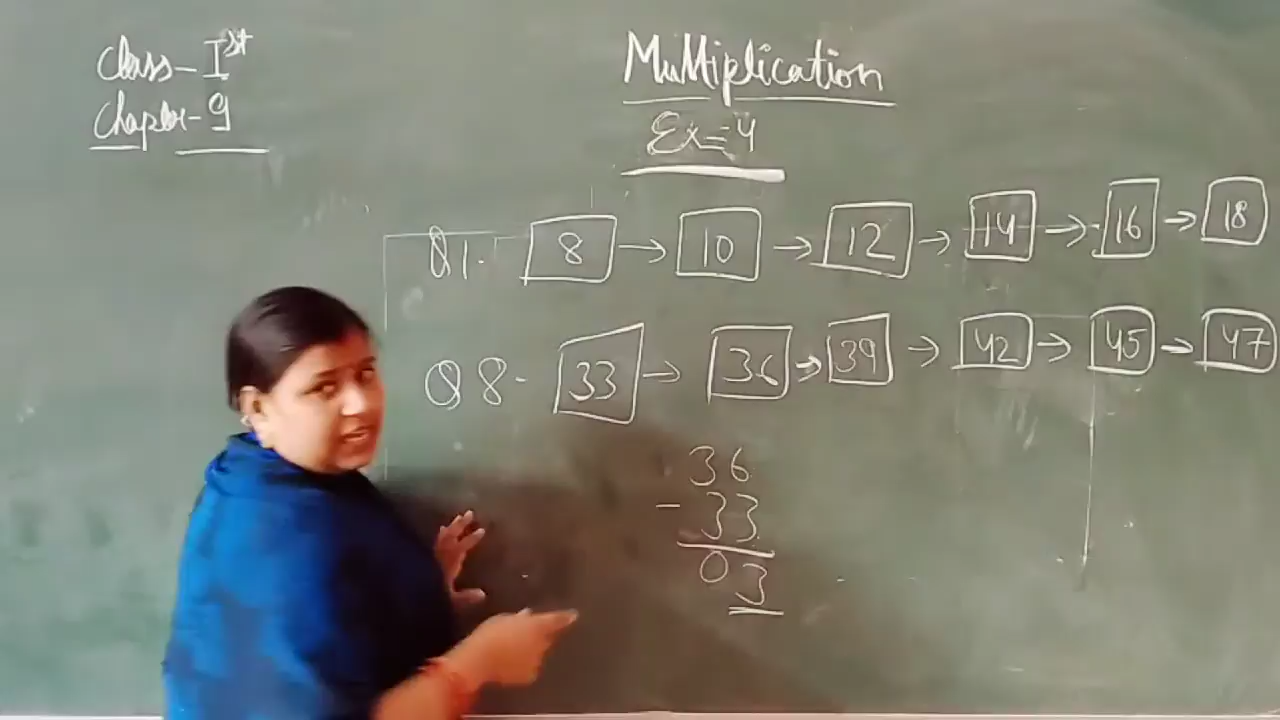 Class-Ist
Chapter-9
Multiplication
Ex=4
Q1. 8 → 10 → 12 → 14 → 16 → 18
Q8- 33 → 36 → 39 → 42 → 45 → 47
36
- 33
03